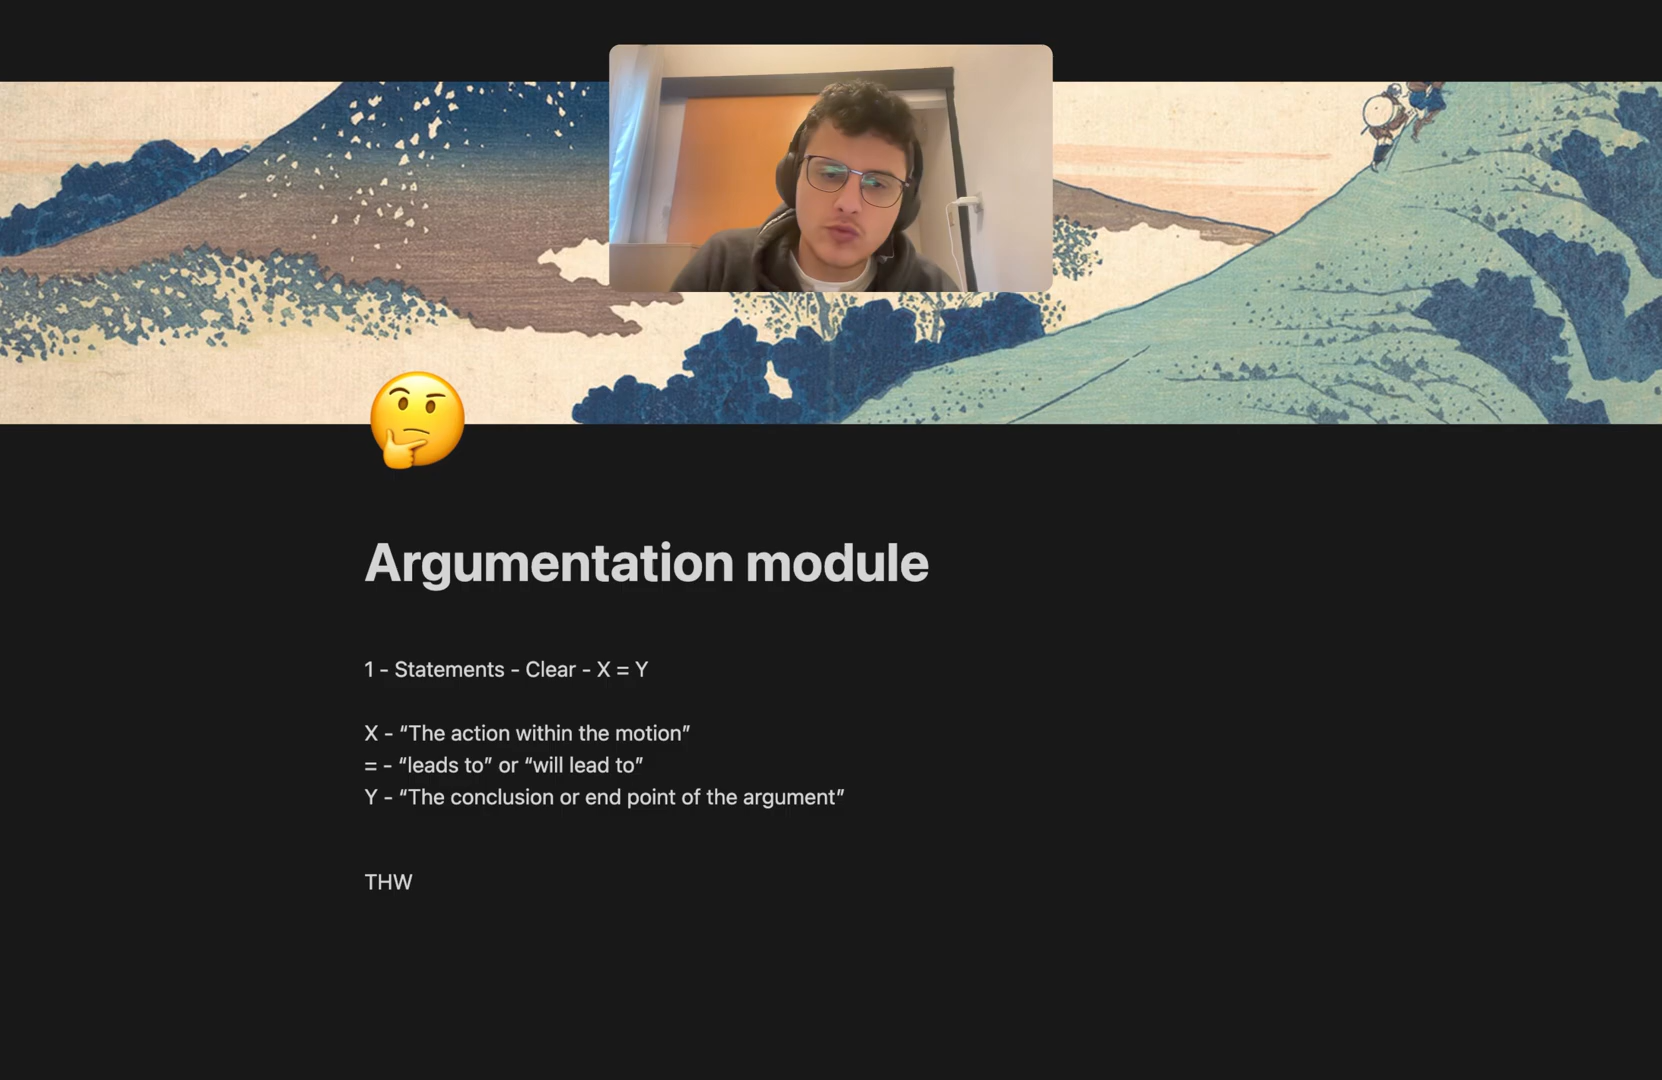 Argumentation module
1 - Statements - Clear - X = Y
X - “The action within the motion”
= - “leads to” or “will lead to”
Y - “The conclusion or end point of the argument”
THW